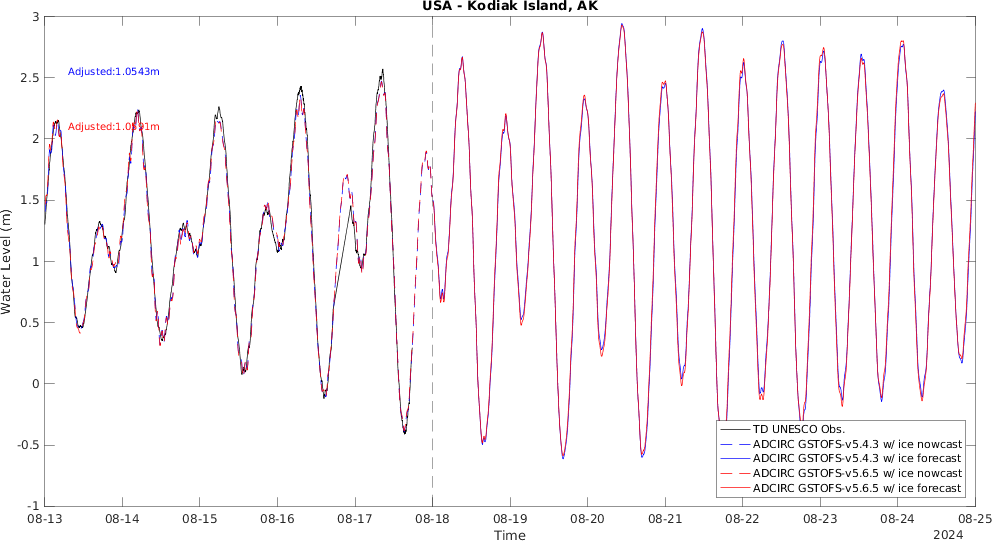 USA - Kodiak Island, AK
3
2.5
2
1.5
1
0.5
0
-0.5
-1
Water Level (m)
Adjusted:1.0543m
TD UNESCO Obs.
ADCIRC GSTOFS-v5.4.3 w/ ice nowcast
ADCIRC GSTOFS-v5.4.3 w/ ice forecast
ADCIRC GSTOFS-v5.6.5 w/ ice nowcast
ADCIRC GSTOFS-v5.6.5 w/ ice forecast
08-13 08-14 08-15 08-16 08-17 08-18 08-19 08-20 08-21 08-22 08-23 08-24 08-25
Time
2024